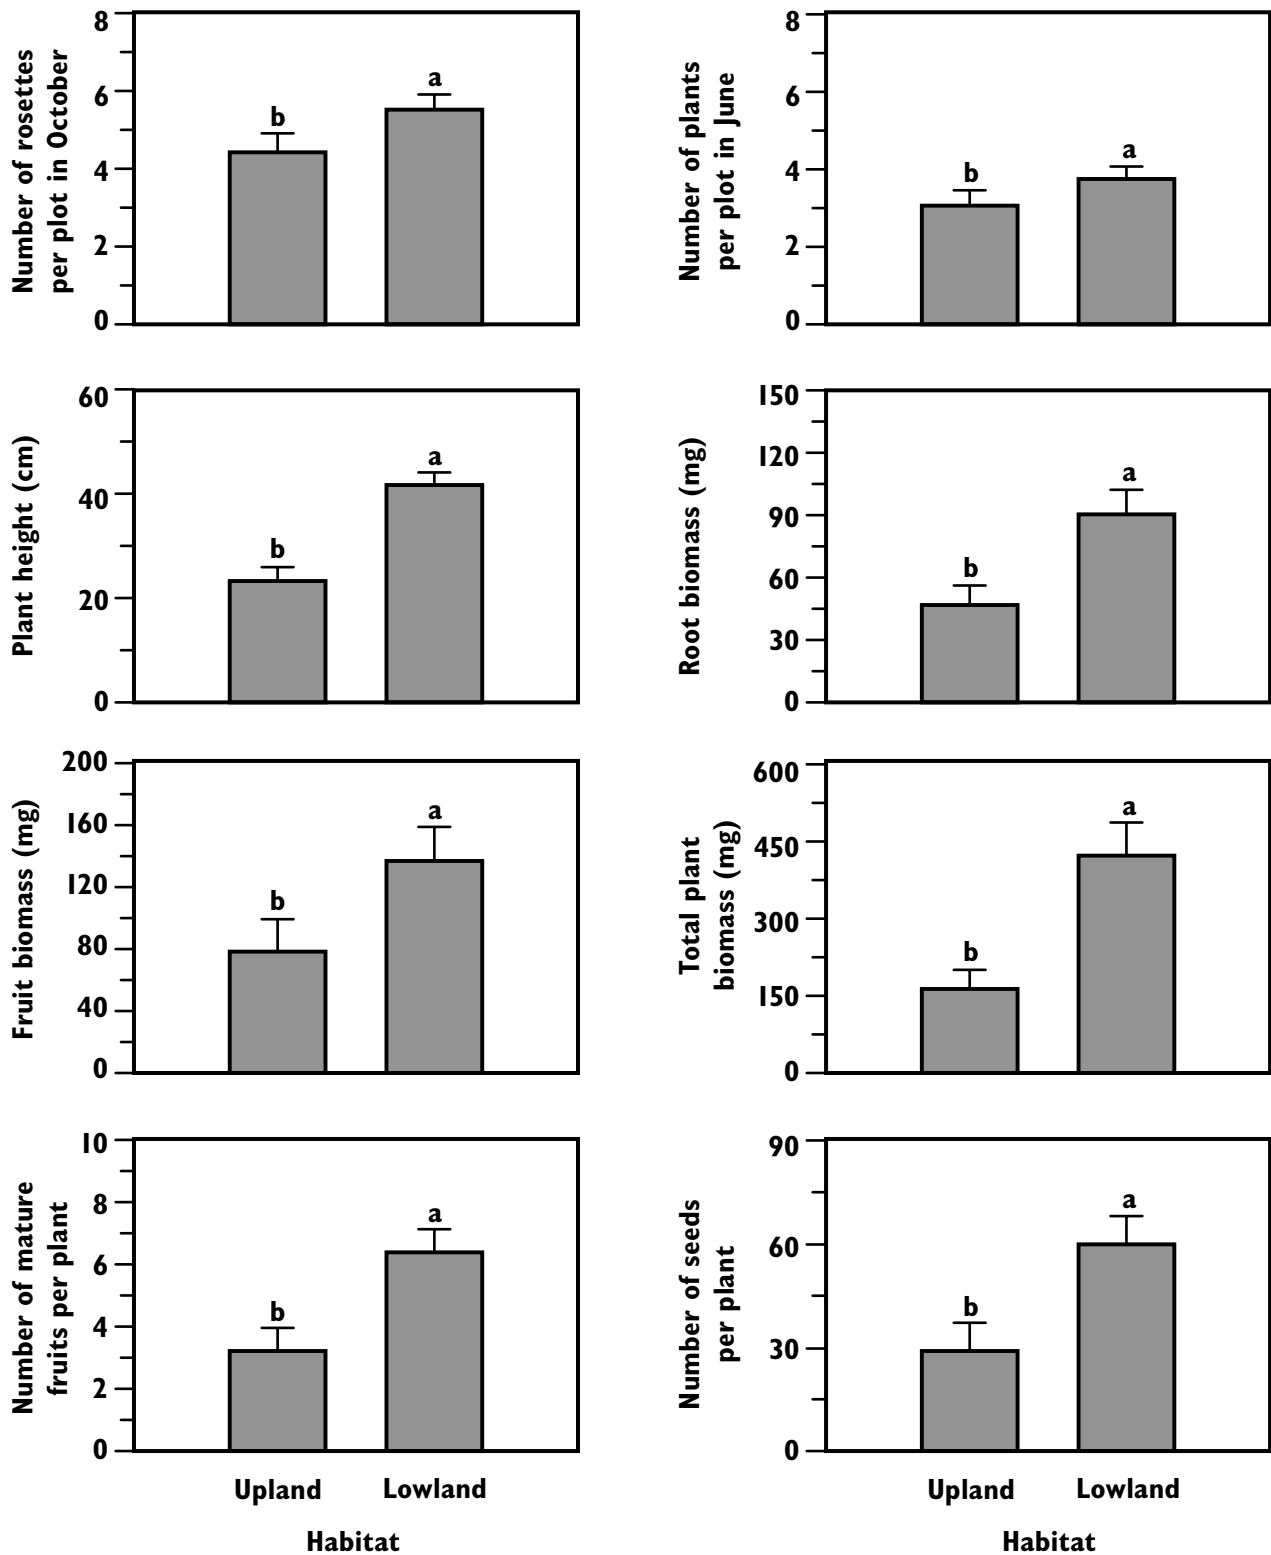 Number of rosettes
per plot in October
8
6
4
2
0
b
a
Number of plants
per plot in June
8
6
4
2
0
b
a
Plant height (cm)
60
40
20
0
b
a
Root biomass (mg)
150
120
90
60
30
0
b
a
Fruit biomass (mg)
200
160
120
80
40
0
b
a
Total plant
biomass (mg)
600
450
300
150
0
b
a
Number of mature
fruits per plant
10
8
6
4
2
0
b
a
Upland Lowland
Habitat
Number of seeds
per plant
90
60
30
0
b
a
Upland Lowland
Habitat